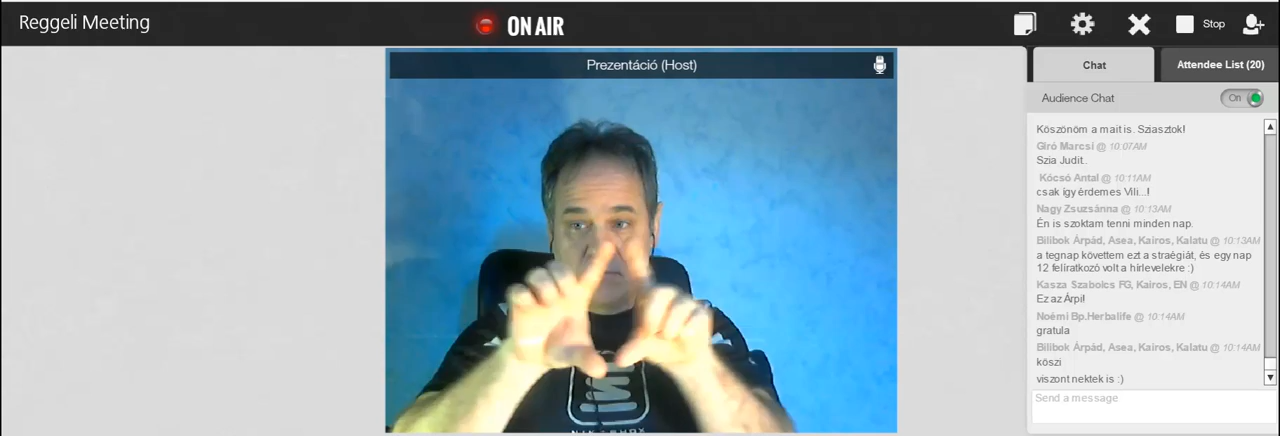 Reggeli Meeting
ON AIR
Stop
Prezentáció (Host)
Chat
Attendee List (20)
Audience Chat
On
Köszönöm a mait is. Sziasztok!
Giró Marcsi @ 10:07AM
Szia Judit..
Kócsó Antal @ 10:11AM
csak így érdemes Vili...!
Nagy Zsuzsánna @ 10:13AM
Én is szoktam tenni minden nap.
Bilibok Árpád, Asea, Kairos, Kalatu @ 10:13AM
a tegnap követtem ezt a straégiát, és egy nap
12 feliratkozó volt a hírlevelekre :)
Kasza Szabolcs FG, Kairos, EN @ 10:14AM
Ez az Árpi!
Noémi Bp.Herbalife @ 10:14AM
gratula
Bilibok Árpád, Asea, Kairos, Kalatu @ 10:14AM
köszi
viszont nektek is :)
Send a message